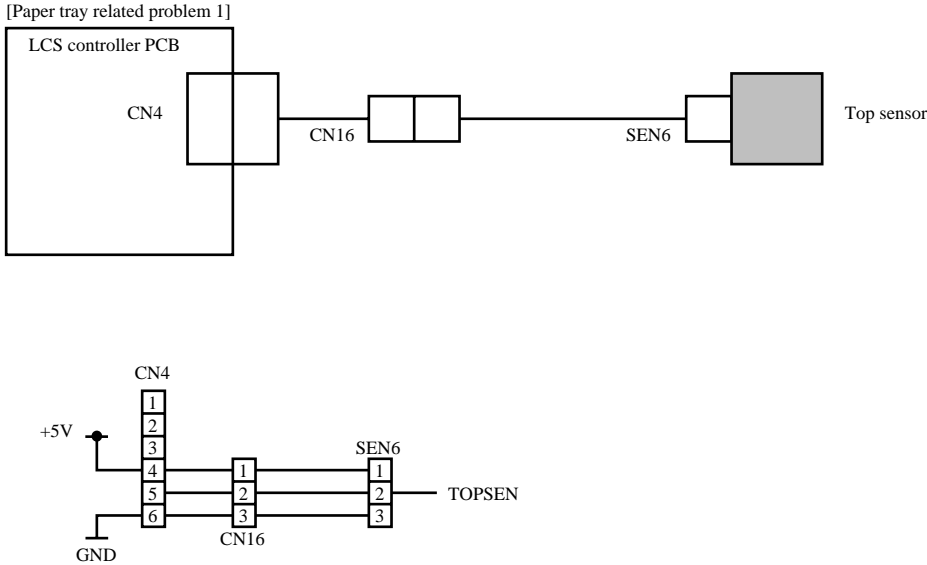 [Paper tray related problem 1]
LCS controller PCB
CN4
CN16
SEN6
Top sensor
CN4
1
2
+5V
3
SEN6
4 1 1
5 2 2 TOPSEN
6 3 3
CN16
GND